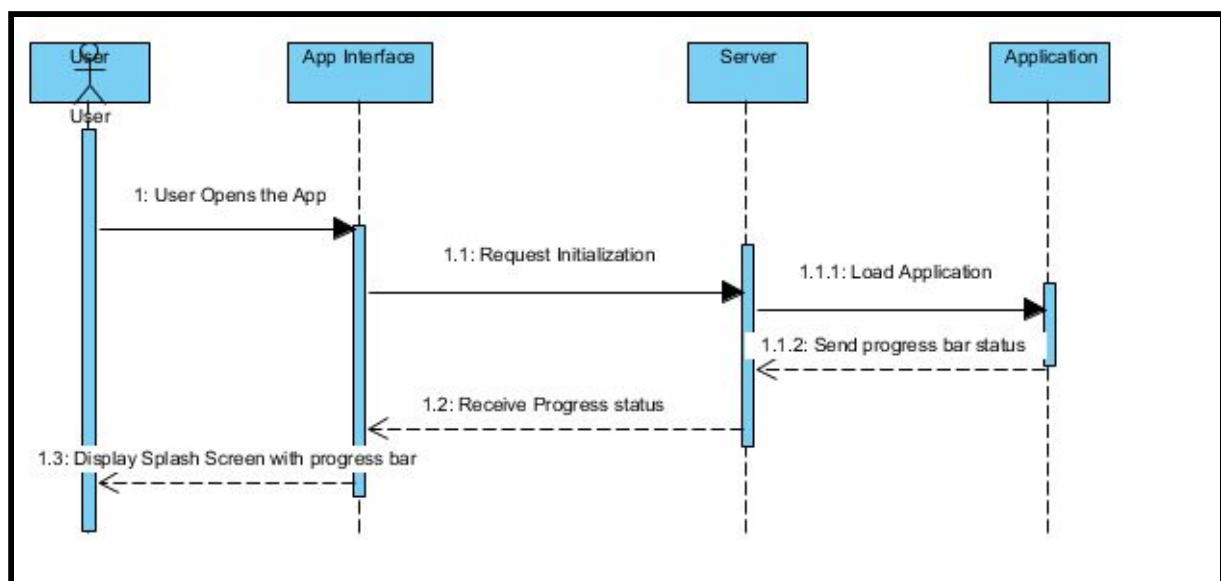 User
App Interface
Server
Application
User
1: User Opens the App
1.1: Request Initialization
1.1.1: Load Application
1.1.2: Send progress bar status
1.2: Receive Progress status
1.3: Display Splash Screen with progress bar